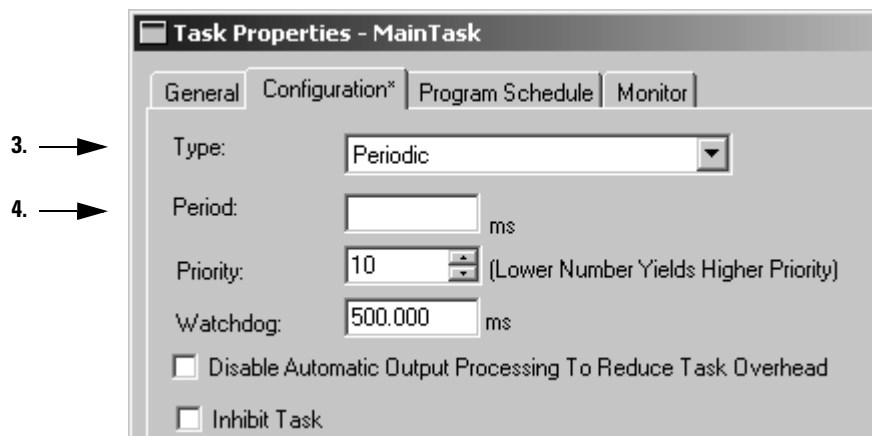 Task Properties - MainTask
General Configuration* Program Schedule Monitor
3. Type: Periodic
4. Period: ms
Priority: 10 (Lower Number Yields Higher Priority)
Watchdog: 500.000 ms
Disable Automatic Output Processing To Reduce Task Overhead
Inhibit Task